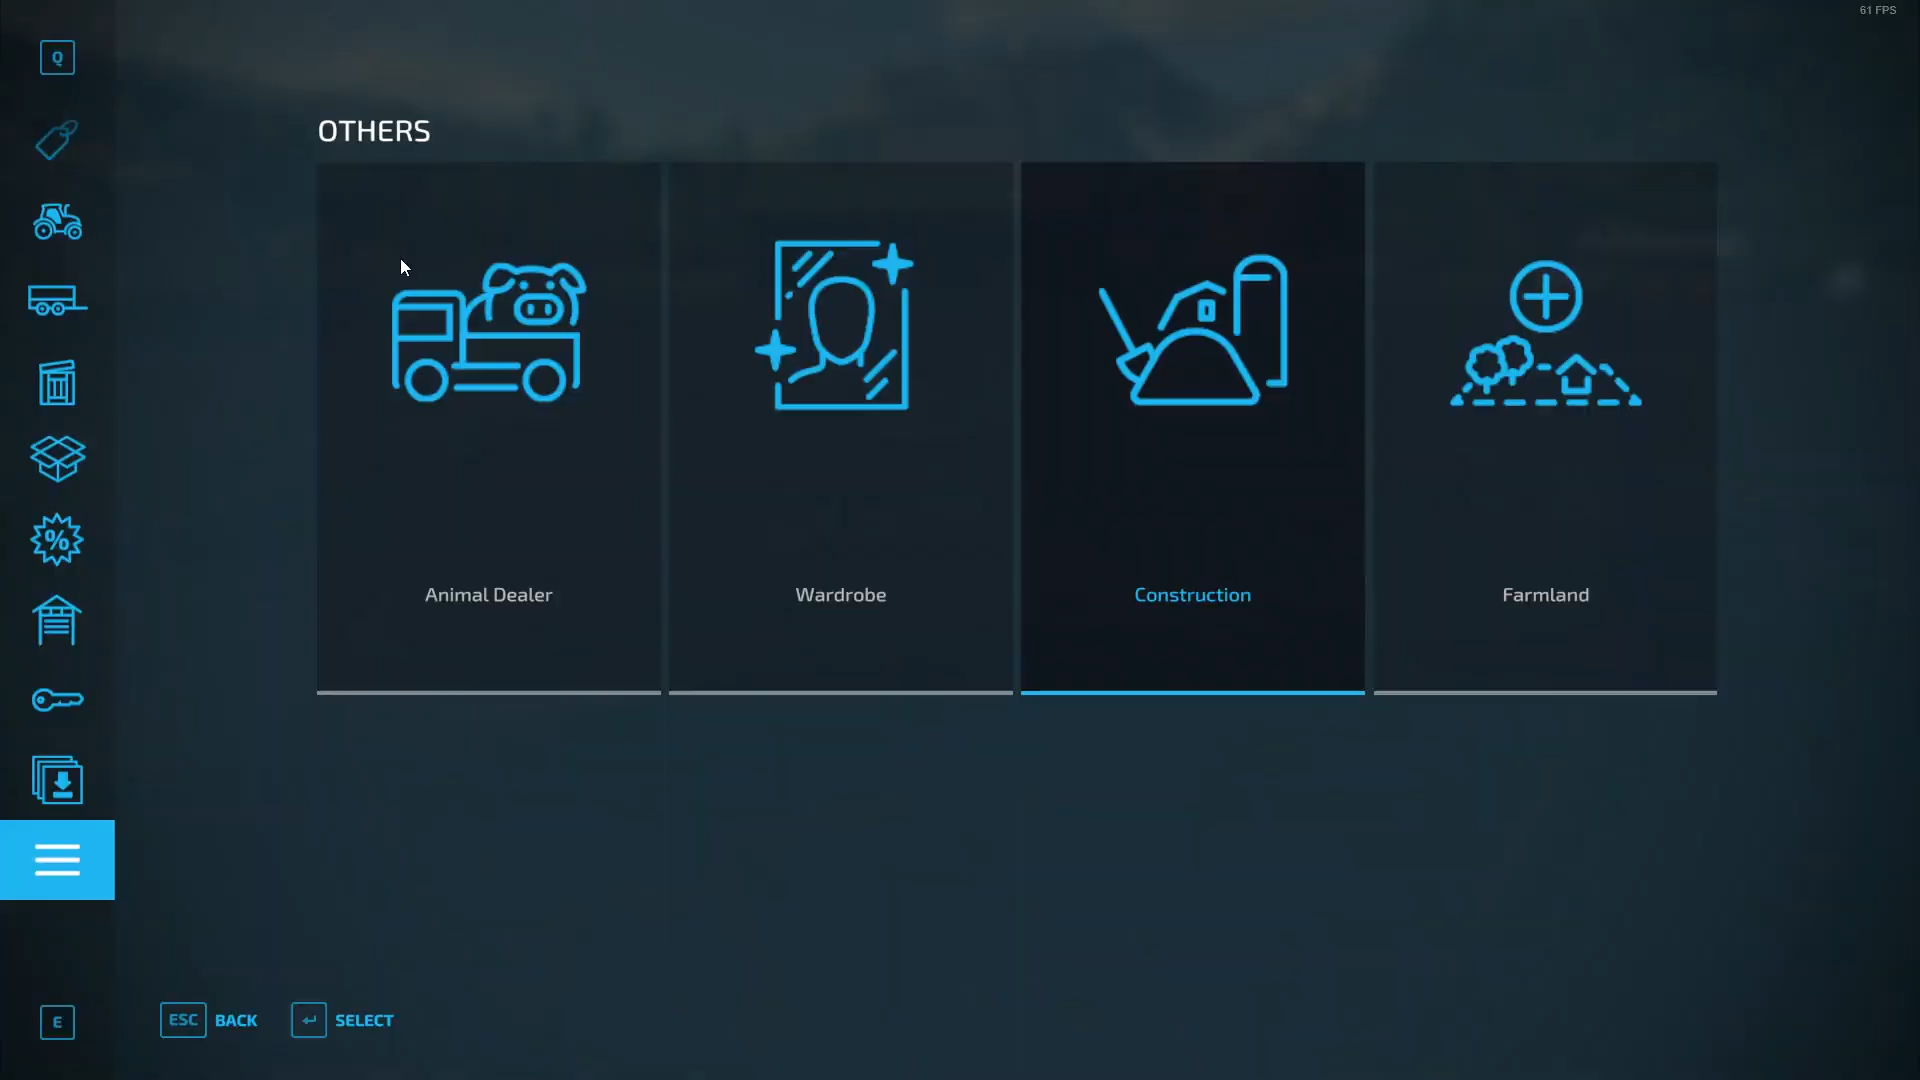 61 FPS
Q
OTHERS
%
Animal Dealer
Wardrobe
Construction
Farmland
E
ESC BACK
↵ SELECT